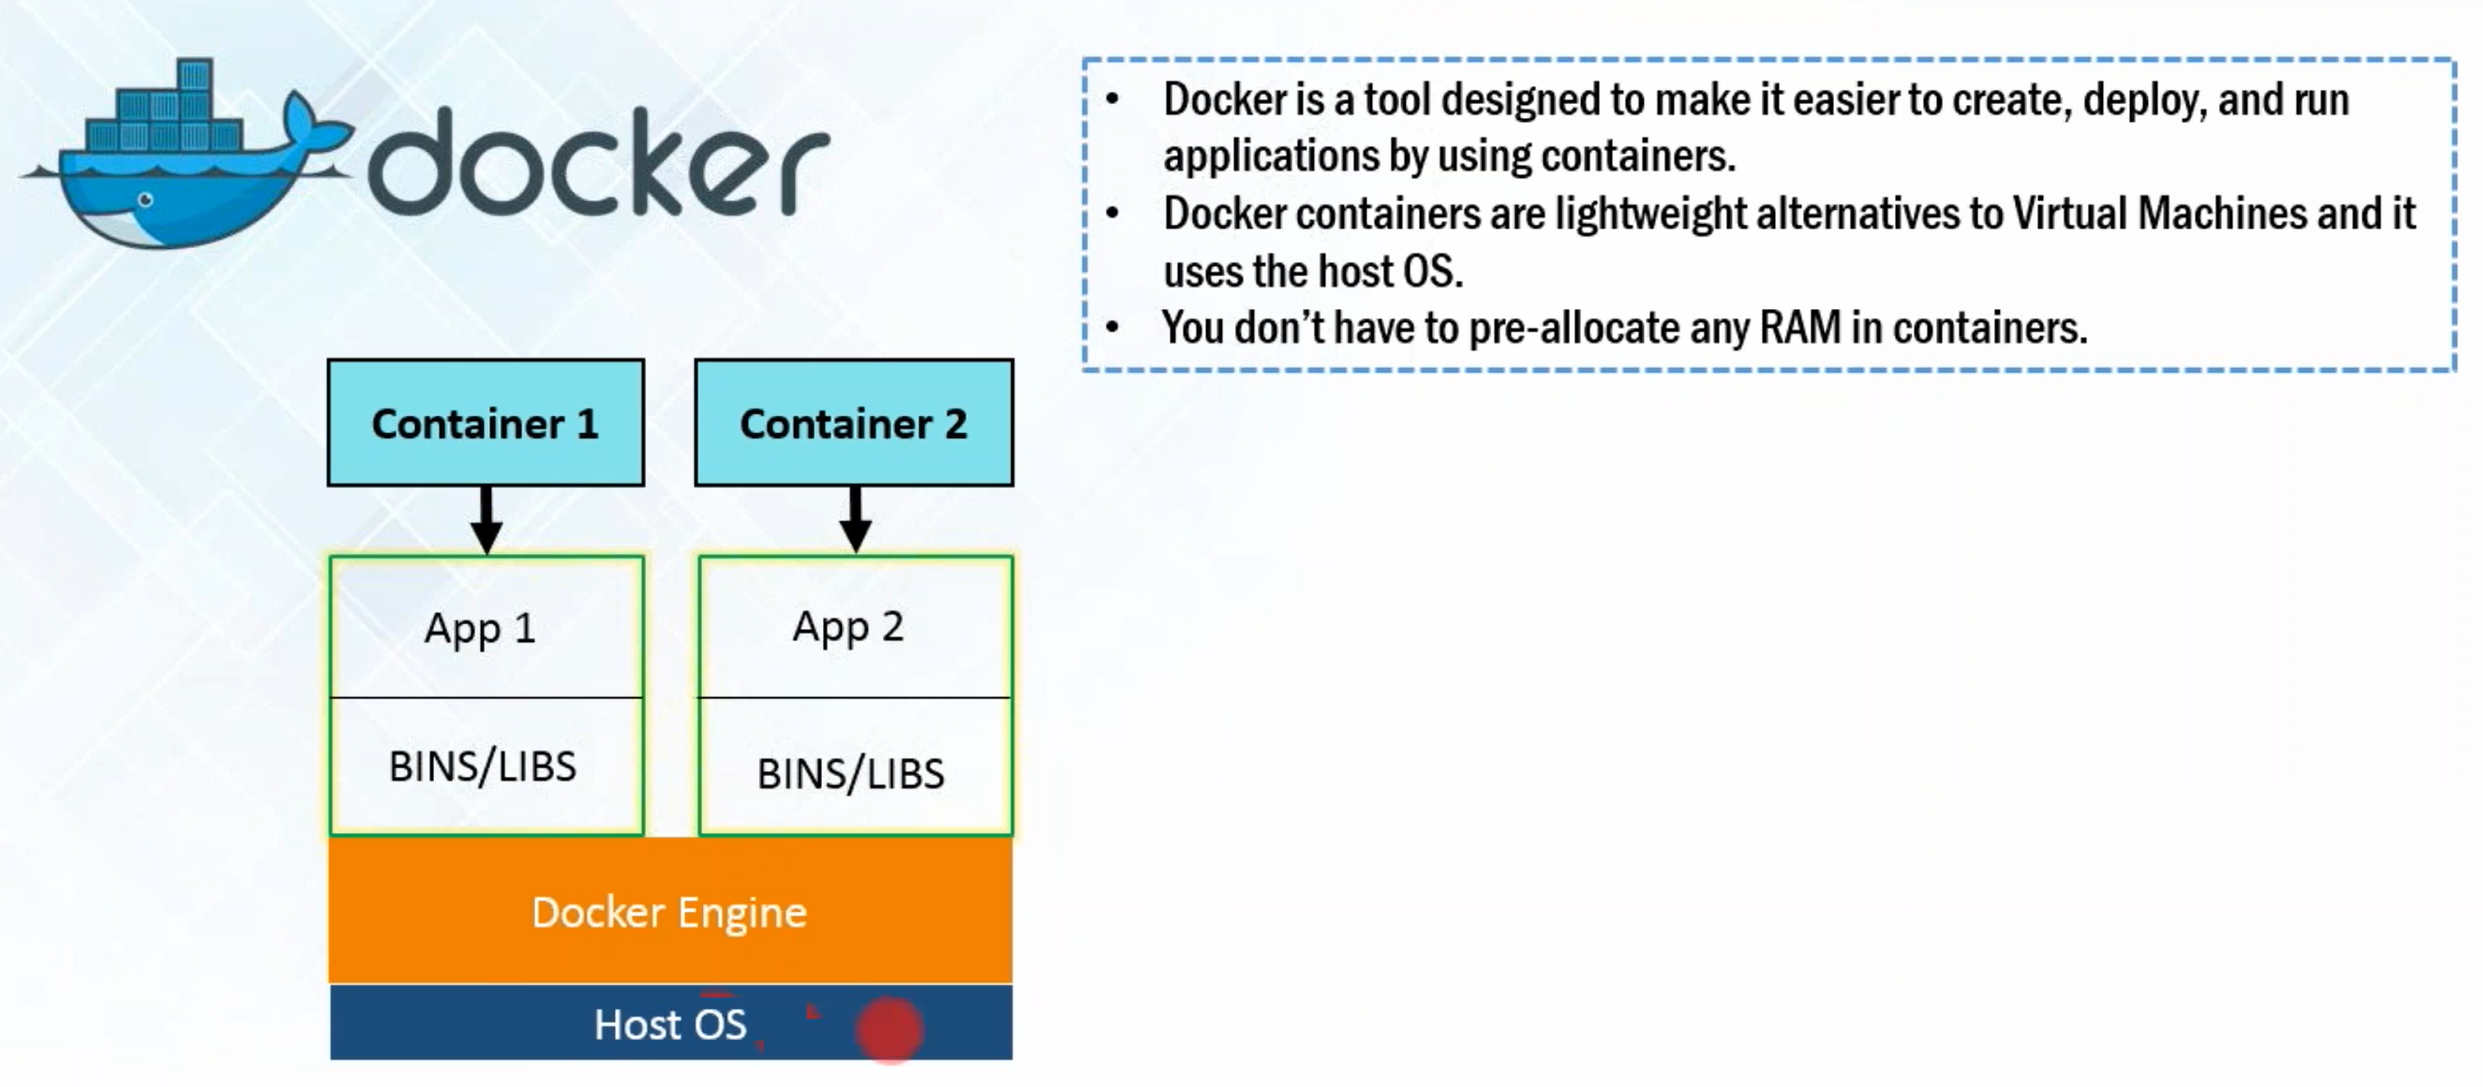 docker
• Docker is a tool designed to make it easier to create, deploy, and run
applications by using containers.
• Docker containers are lightweight alternatives to Virtual Machines and it
uses the host OS.
• You don't have to pre-allocate any RAM in containers.
Container 1
Container 2
App 1
App 2
BINS/LIBS
BINS/LIBS
Docker Engine
Host OS